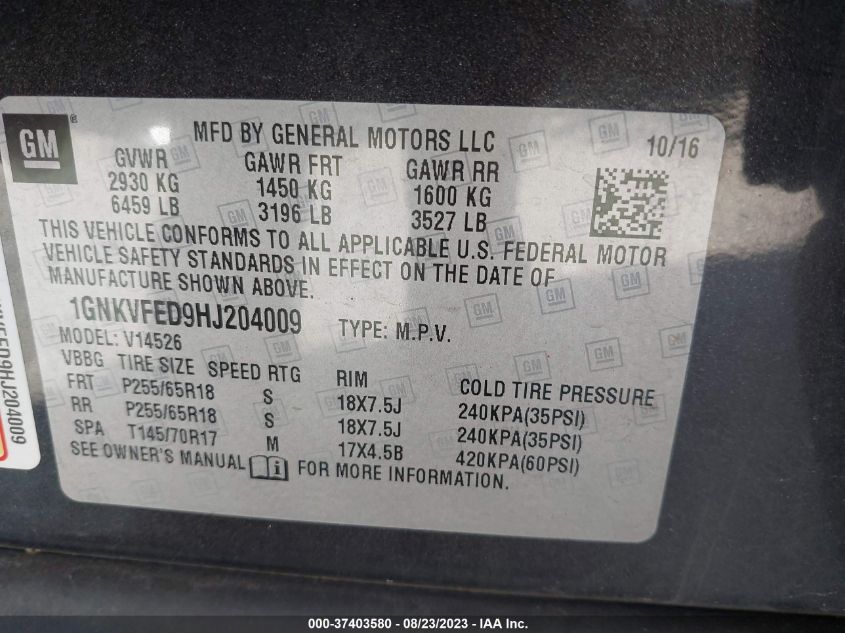 GM ®
MFD BY GENERAL MOTORS LLC 10/16
GVWR GAWR FRT GAWR RR
2930 KG 1450 KG 1600 KG
6459 LB 3196 LB 3527 LB
THIS VEHICLE CONFORMS TO ALL APPLICABLE U.S. FEDERAL MOTOR
VEHICLE SAFETY STANDARDS IN EFFECT ON THE DATE OF
MANUFACTURE SHOWN ABOVE.
1GNKVFED9HJ204009 TYPE: M.P.V.
MODEL: V14526
VBBG TIRE SIZE SPEED RTG RIM COLD TIRE PRESSURE
FRT P255/65R18 S 18X7.5J 240KPA(35PSI)
RR P255/65R18 S 18X7.5J 240KPA(35PSI)
SPA T145/70R17 M 17X4.5B 420KPA(60PSI)
SEE OWNER'S MANUAL i FOR MORE INFORMATION.
000-37403580 - 08/23/2023 - IAA Inc.